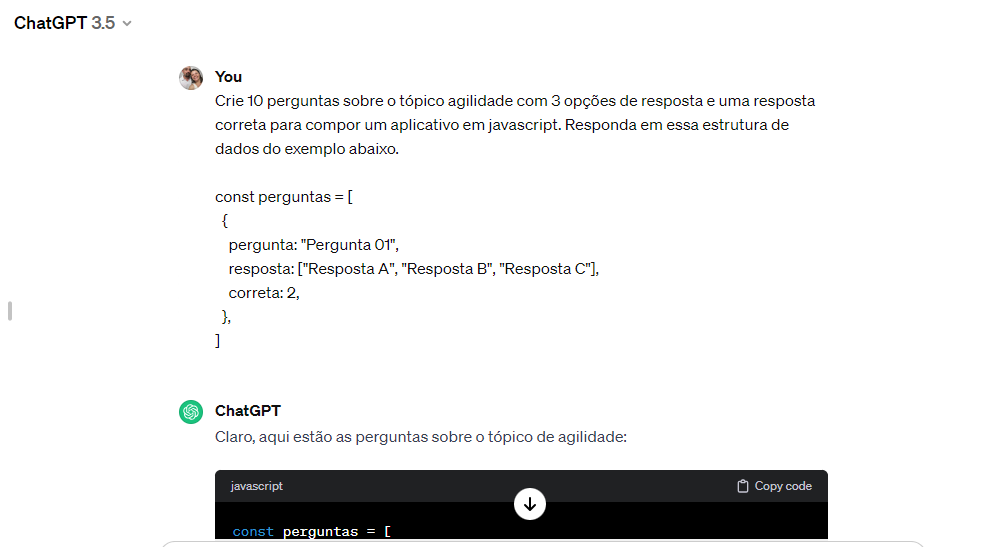 ChatGPT 3.5
You
Crie 10 perguntas sobre o tópico agilidade com 3 opções de resposta e uma resposta
correta para compor um aplicativo em javascript. Responda em essa estrutura de
dados do exemplo abaixo.
const perguntas = [
{
pergunta: "Pergunta 01",
resposta: ["Resposta A", "Resposta B", "Resposta C"],
correta: 2,
},
]
ChatGPT
Claro, aqui estão as perguntas sobre o tópico de agilidade:
javascript Copy code
const perguntas = [